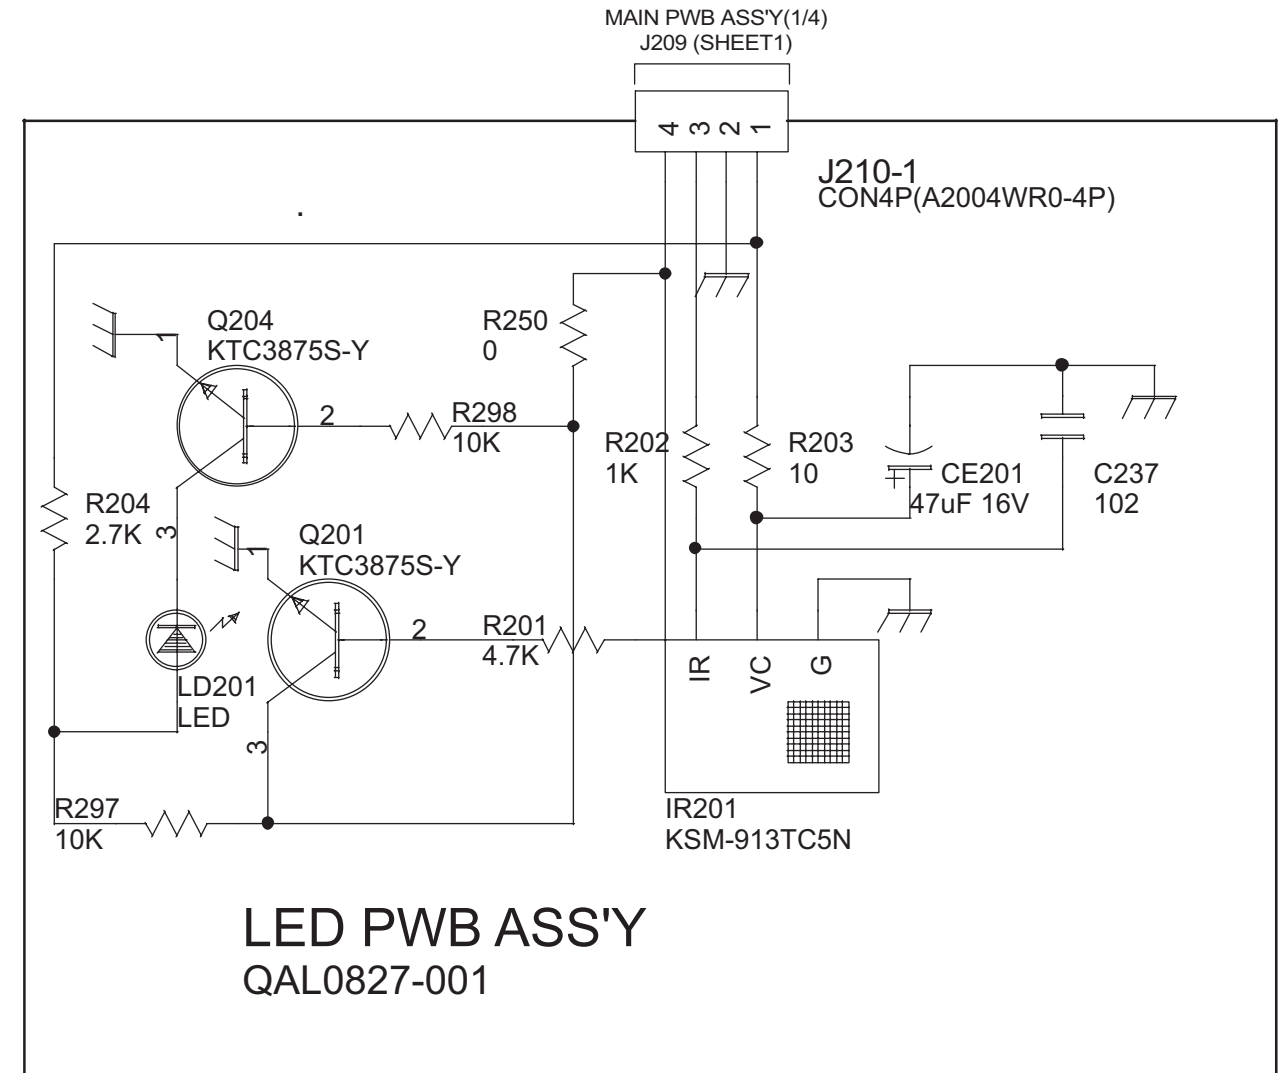 MAIN PWB ASS'Y(1/4)
J209 (SHEET1)
4 3 2 1
J210-1
CON4P(A2004WR0-4P)
Q204
KTC3875S-Y
1
2
3
R250
0
R298
10K
R202
1K
R203
10
CE201
47uF 16V
+
C237
102
R204
2.7K
Q201
KTC3875S-Y
1
2
3
R201
4.7K
LD201
LED
IR VC G
R297
10K
IR201
KSM-913TC5N
LED PWB ASS'Y
QAL0827-001